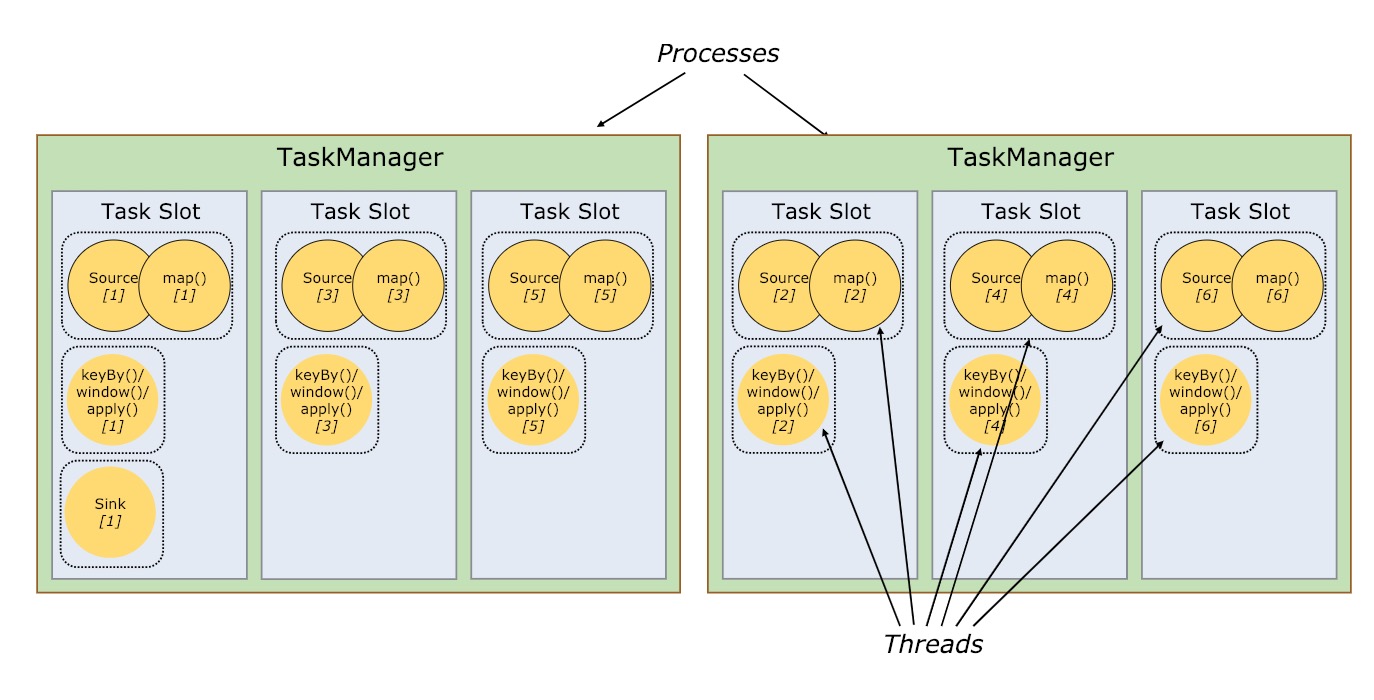 Processes
TaskManager
Task Slot
Source
[1]
map()
[1]
keyBy()/
window()/
apply()
[1]
Sink
[1]
Task Slot
Source
[3]
map()
[3]
keyBy()/
window()/
apply()
[3]
Task Slot
Source
[5]
map()
[5]
keyBy()/
window()/
apply()
[5]
TaskManager
Task Slot
Source
[2]
map()
[2]
keyBy()/
window()/
apply()
[2]
Task Slot
Source
[4]
map()
[4]
keyBy()/
window()/
apply()
[4]
Task Slot
Source
[6]
map()
[6]
keyBy()/
window()/
apply()
[6]
Threads